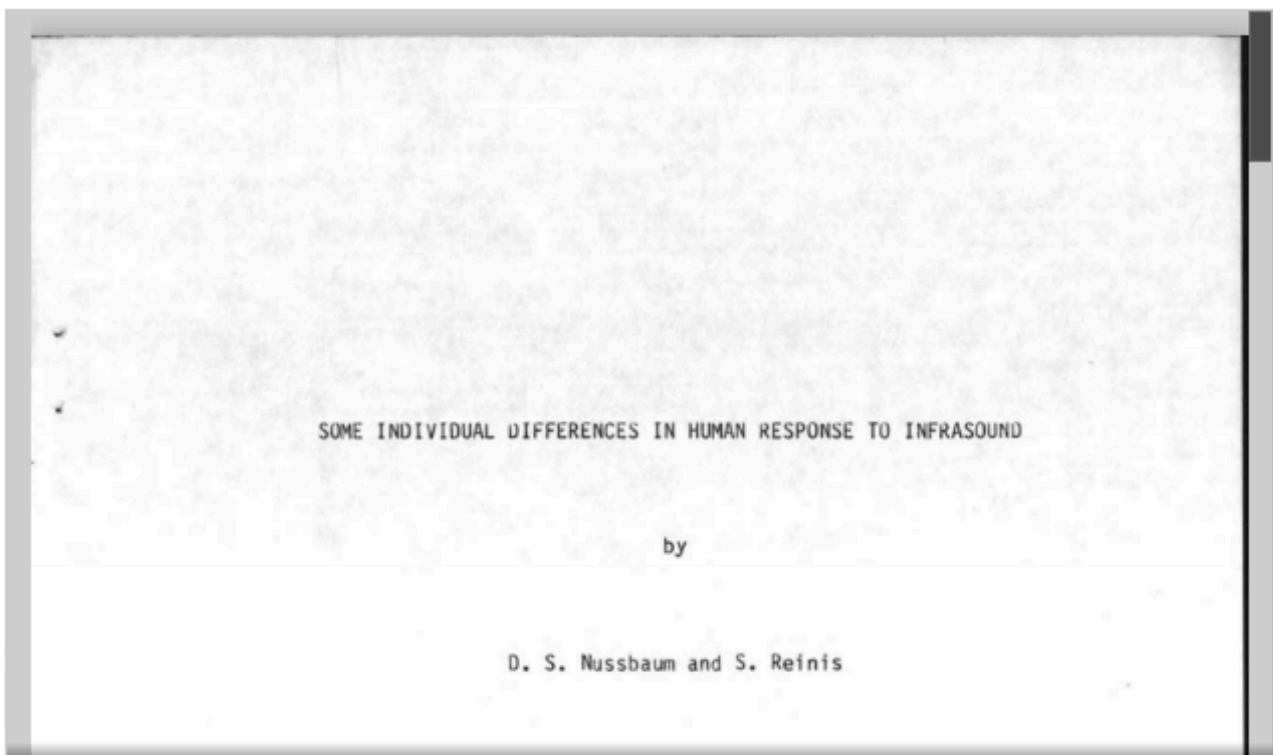 SOME INDIVIDUAL DIFFERENCES IN HUMAN RESPONSE TO INFRASOUND
by
D. S. Nussbaum and S. Reinis